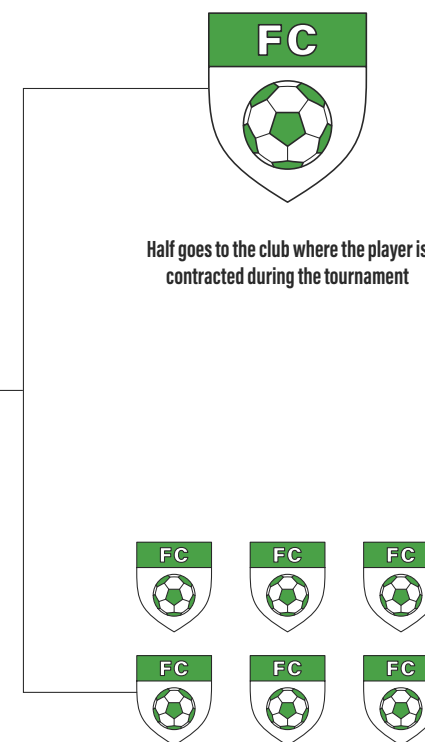 FC
Half goes to the club where the player is
contracted during the tournament
FC FC FC
FC FC FC